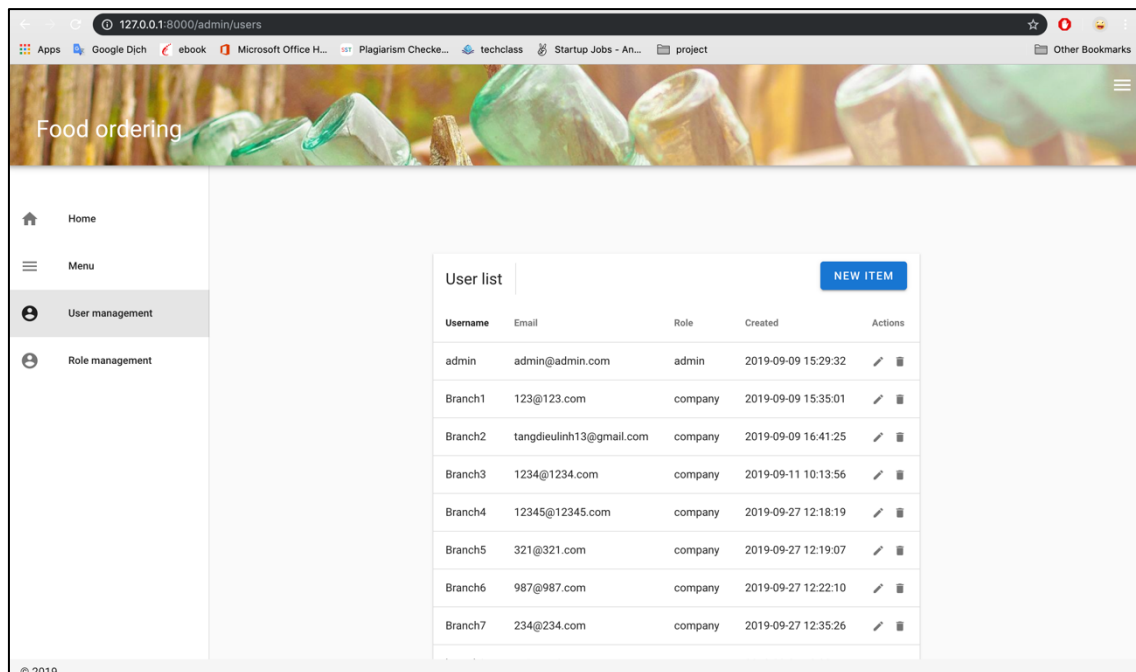 127.0.0.1:8000/admin/users
Apps Google Dịch ebook Microsoft Office H... SST Plagiarism Checke... techclass Startup Jobs - An... project Other Bookmarks
Food ordering
Home
Menu
User management
Role management
User list NEW ITEM
Username Email Role Created Actions
admin admin@admin.com admin 2019-09-09 15:29:32
Branch1 123@123.com company 2019-09-09 15:35:01
Branch2 tangdieulinh13@gmail.com company 2019-09-09 16:41:25
Branch3 1234@1234.com company 2019-09-11 10:13:56
Branch4 12345@12345.com company 2019-09-27 12:18:19
Branch5 321@321.com company 2019-09-27 12:19:07
Branch6 987@987.com company 2019-09-27 12:22:10
Branch7 234@234.com company 2019-09-27 12:35:26
© 2019